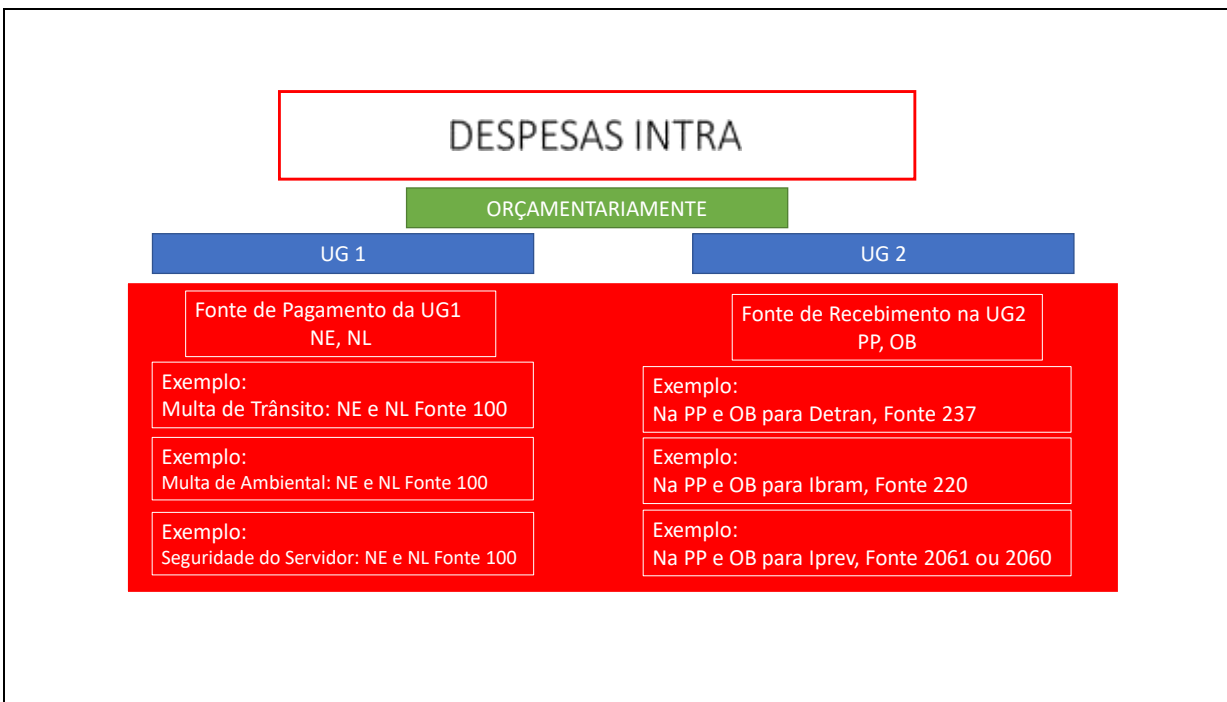 DESPESAS INTRA
ORÇAMENTARIAMENTE
UG 1
UG 2
Fonte de Pagamento da UG1
NE, NL
Fonte de Recebimento na UG2
PP, OB
Exemplo:
Multa de Trânsito: NE e NL Fonte 100
Exemplo:
Na PP e OB para Detran, Fonte 237
Exemplo:
Multa de Ambiental: NE e NL Fonte 100
Exemplo:
Na PP e OB para Ibram, Fonte 220
Exemplo:
Seguridade do Servidor: NE e NL Fonte 100
Exemplo:
Na PP e OB para Iprev, Fonte 2061 ou 2060